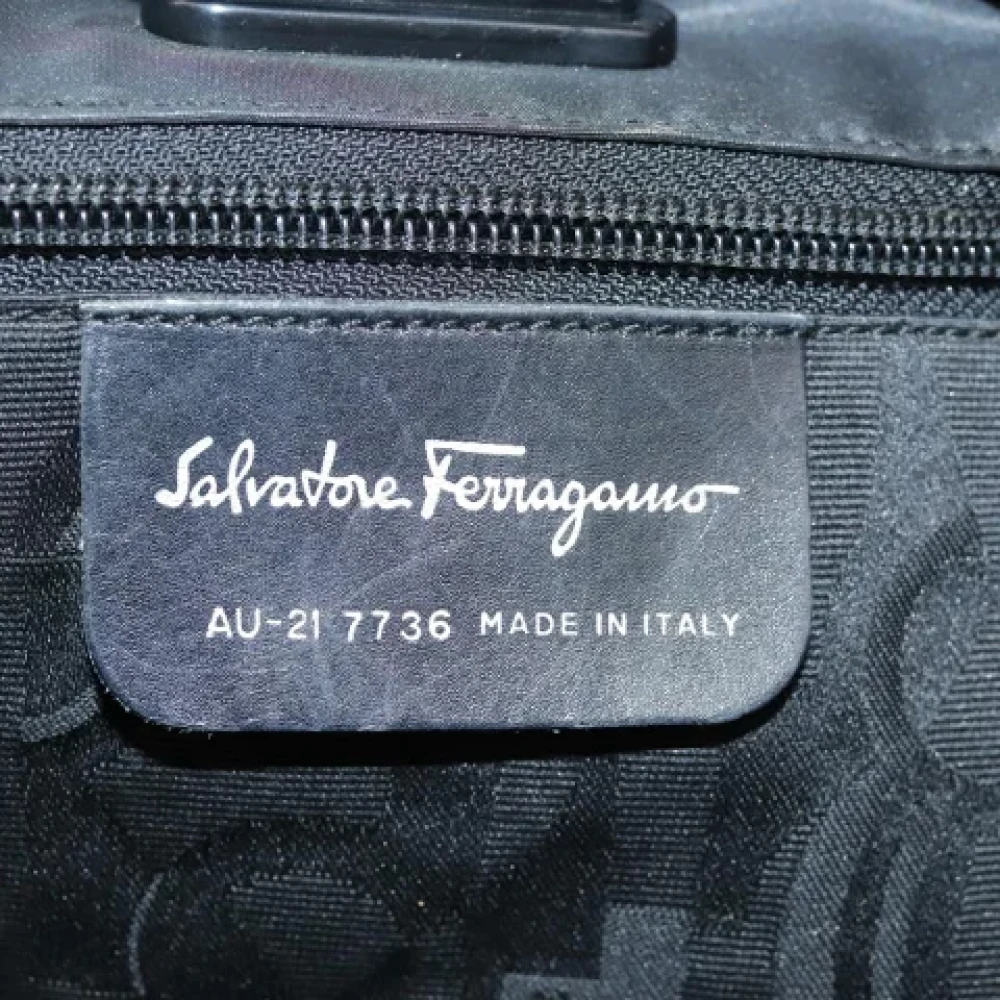 Salvatore Ferragamo
AU-21 7736 MADE IN ITALY